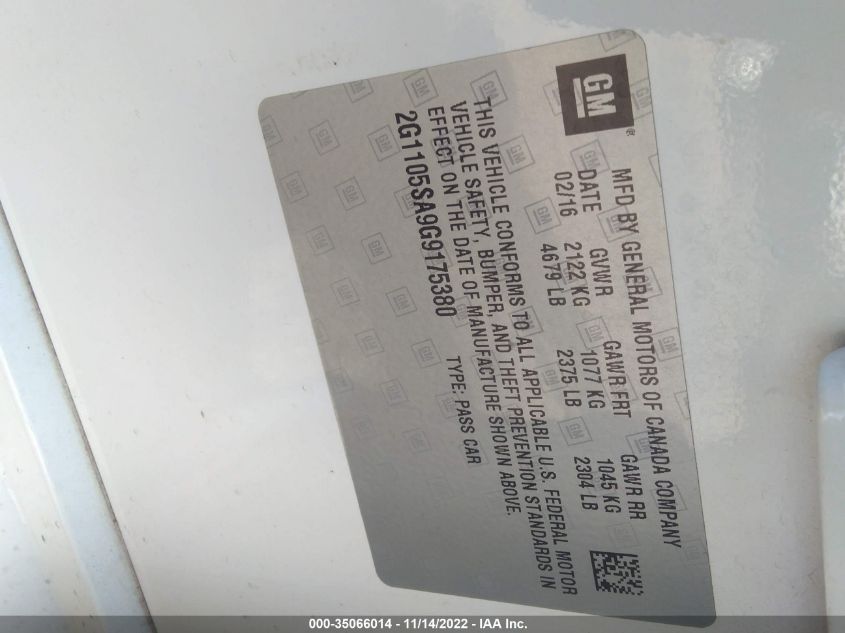 GM®
MFD BY GENERAL MOTORS OF CANADA COMPANY
DATE GVWR GAWR FRT GAWR RR
02/16 2122 KG 1077 KG 1045 KG
4679 LB 2375 LB 2304 LB
THIS VEHICLE CONFORMS TO ALL APPLICABLE U.S. FEDERAL MOTOR
VEHICLE SAFETY, BUMPER, AND THEFT PREVENTION STANDARDS IN
EFFECT ON THE DATE OF MANUFACTURE SHOWN ABOVE.
2G1105SA9G9175380 TYPE: PASS CAR
000-35066014 - 11/14/2022 - IAA Inc.